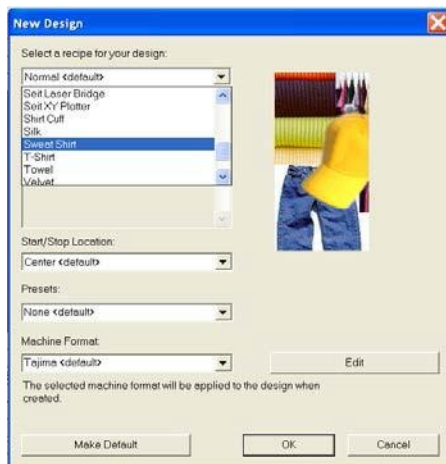 New Design
Select a recipe for your design:
Normal <default>
Seit Laser Bridge
Seit XY Plotter
Shirt Cuff
Silk
Sweat Shirt
T-Shirt
Towel
Velvet
Start/Stop Location:
Center <default>
Presets:
None <default>
Machine Format:
Tajima <default>
Edit
The selected machine format will be applied to the design when
created.
Make Default
OK
Cancel